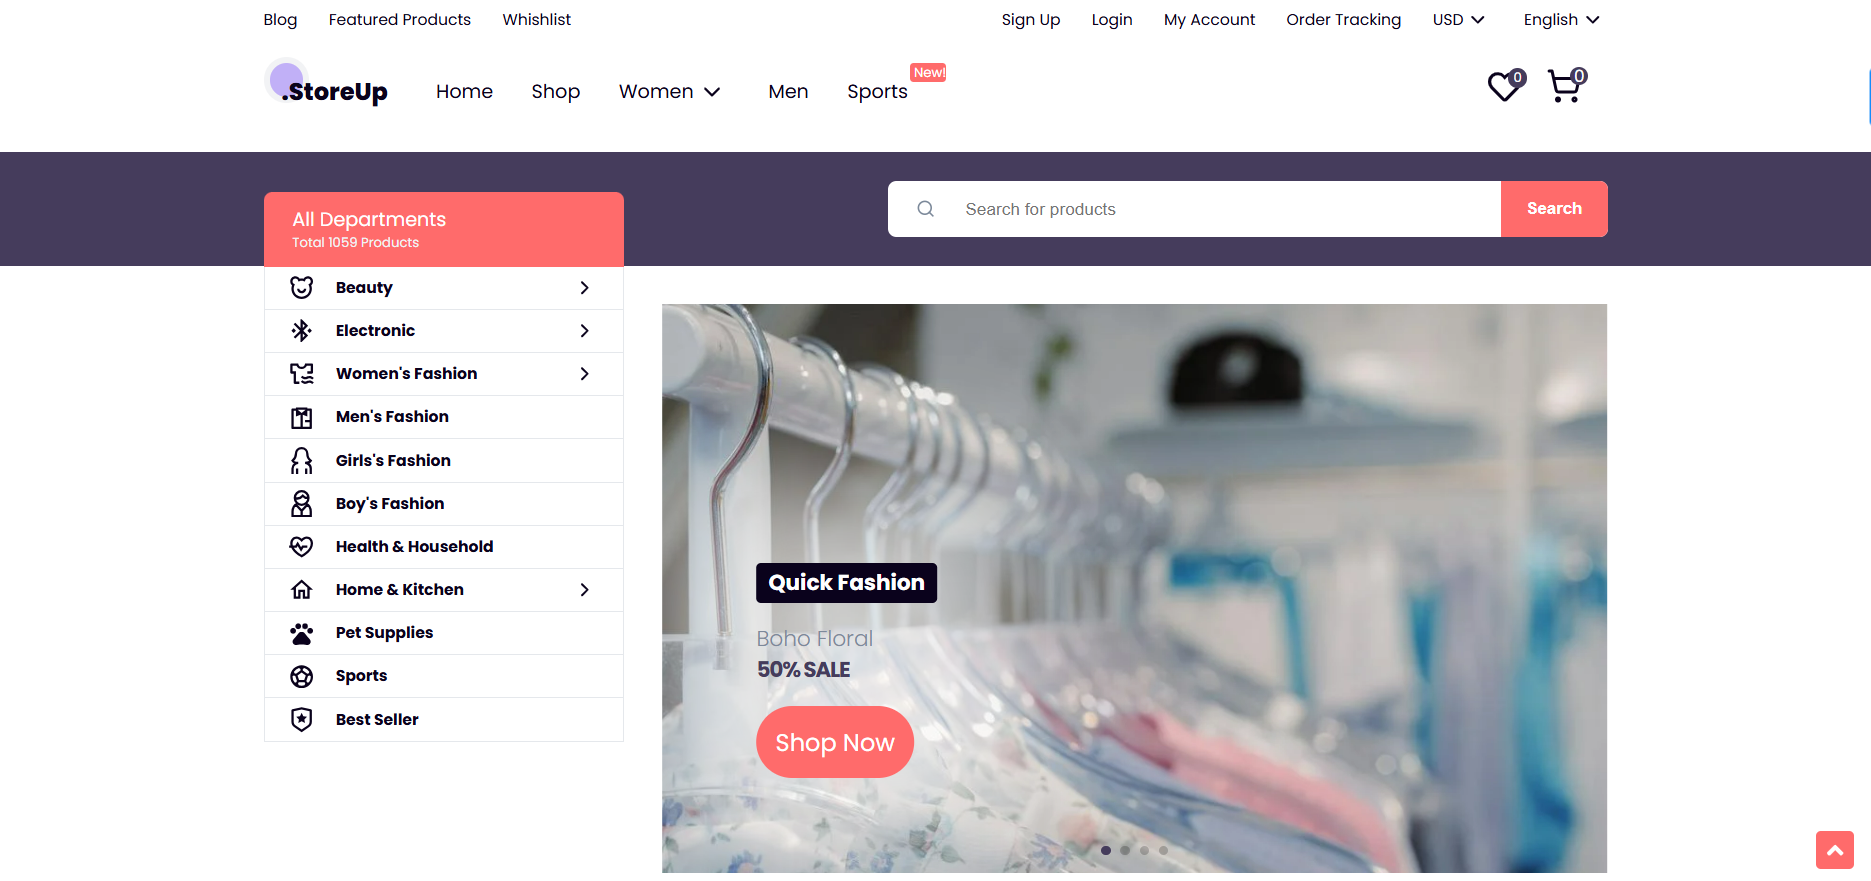 Blog Featured Products Whishlist Sign Up Login My Account Order Tracking USD English
.StoreUp Home Shop Women Men Sports New! 0 0
All Departments
Total 1059 Products
Search for products Search
Beauty
Electronic
Women's Fashion
Men's Fashion
Girls's Fashion
Boy's Fashion
Health & Household
Home & Kitchen
Pet Supplies
Sports
Best Seller
Quick Fashion
Boho Floral
50% SALE
Shop Now